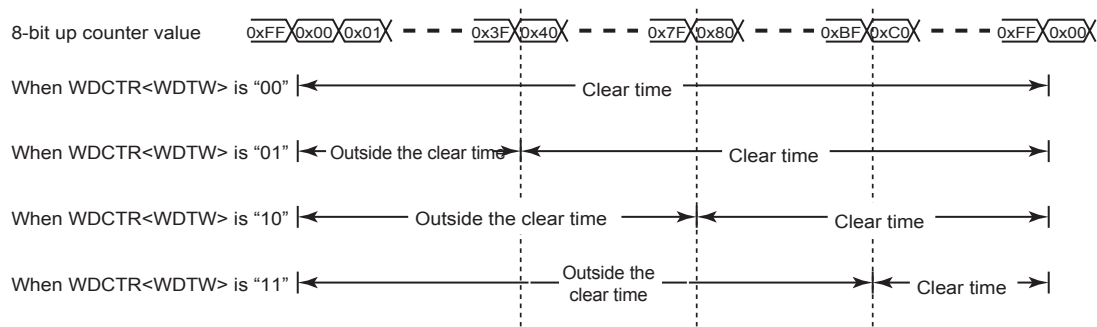 8-bit up counter value 0xFF 0x00 0x01 0x3F 0x40 0x7F 0x80 0xBF 0xC0 0xFF 0x00
When WDCTR<WDTW> is “00” Clear time
When WDCTR<WDTW> is “01” Outside the clear time Clear time
When WDCTR<WDTW> is “10” Outside the clear time Clear time
When WDCTR<WDTW> is “11” Outside the
clear time Clear time